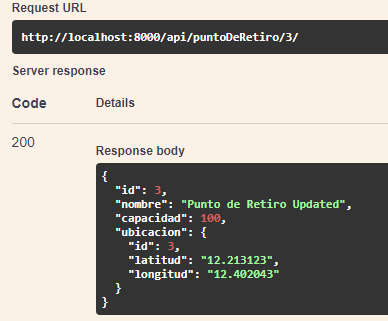 Request URL
http://localhost:8000/api/puntoDeRetiro/3/
Server response
Code Details
200
Response body
{
  "id": 3,
  "nombre": "Punto de Retiro Updated",
  "capacidad": 100,
  "ubicacion": {
    "id": 3,
    "latitud": "12.213123",
    "longitud": "12.402043"
  }
}